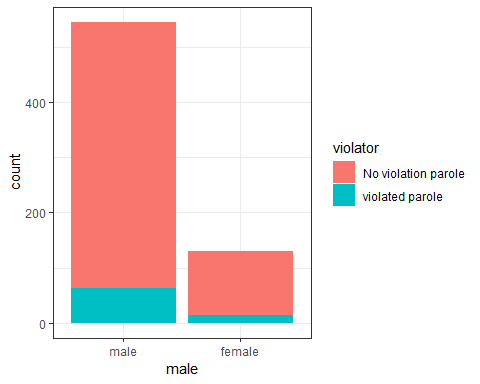 count
400
200
0
male
female
male
violator
No violation parole
violated parole